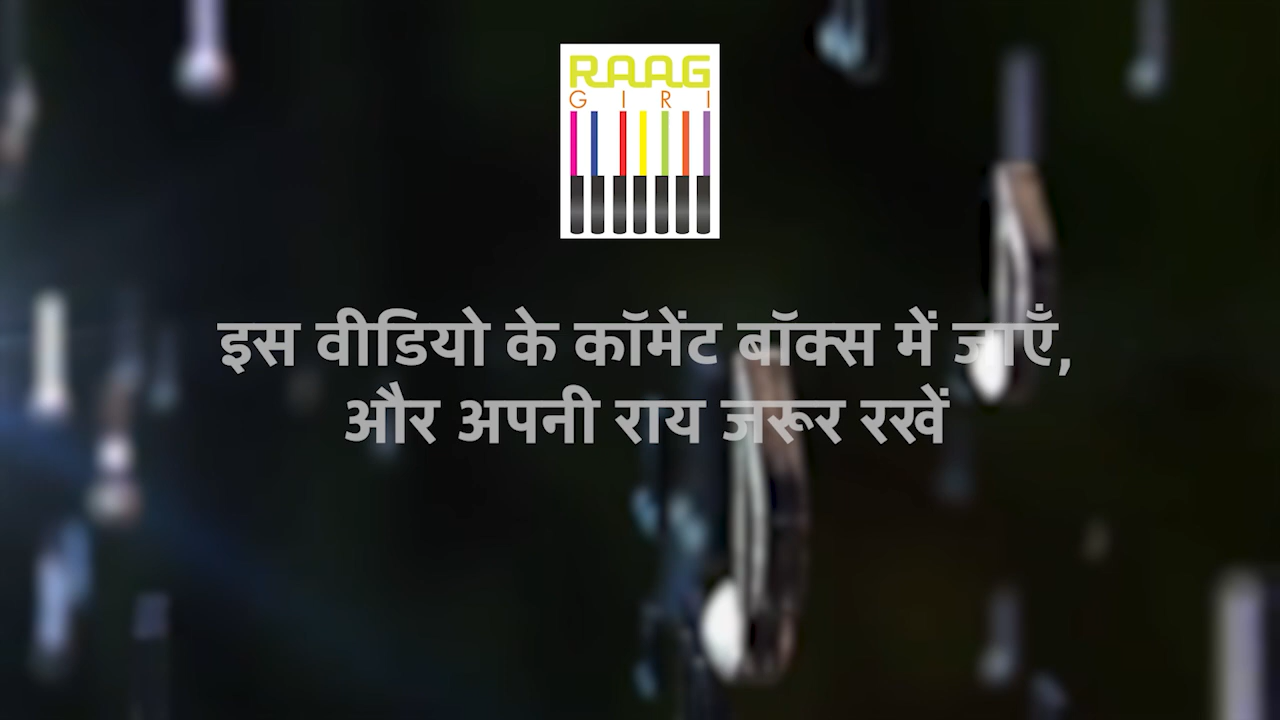 RAAG
GIRI
इस वीडियो के कॉमेंट बॉक्स में जाएँ,
और अपनी राय जरूर रखें